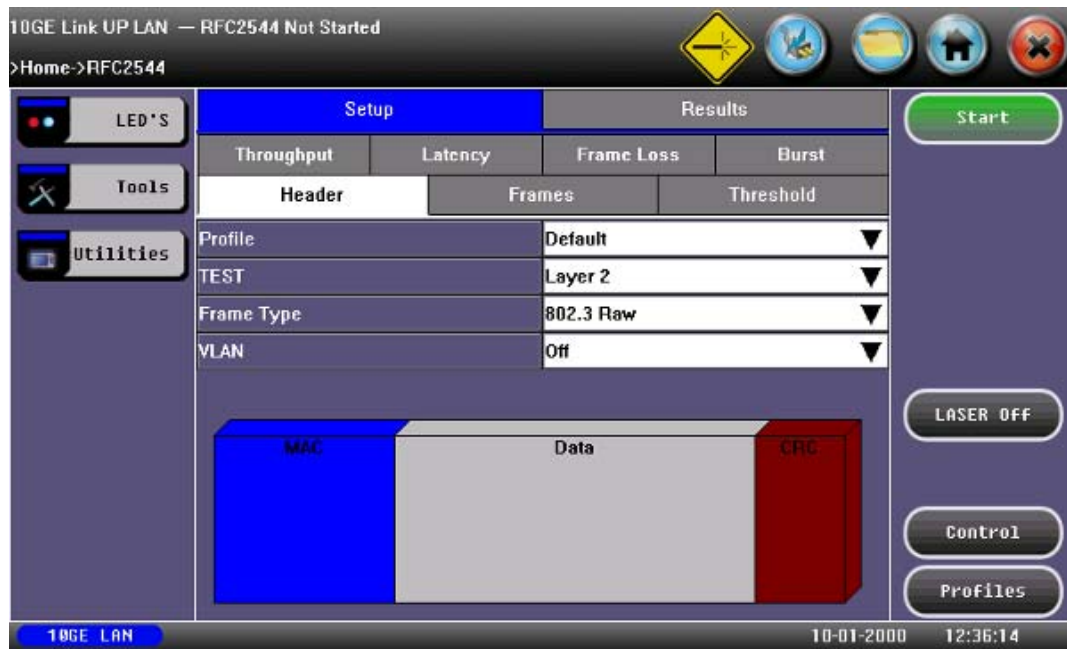 10GE Link UP LAN — RFC2544 Not Started
>Home->RFC2544
LED'S
Tools
Utilities
Setup Results
Throughput Latency Frame Loss Burst
Header Frames Threshold
Profile Default
TEST Layer 2
Frame Type 802.3 Raw
VLAN Off
MAC Data CRC
Start
LASER OFF
Control
Profiles
10GE LAN 10-01-2000 12:36:14